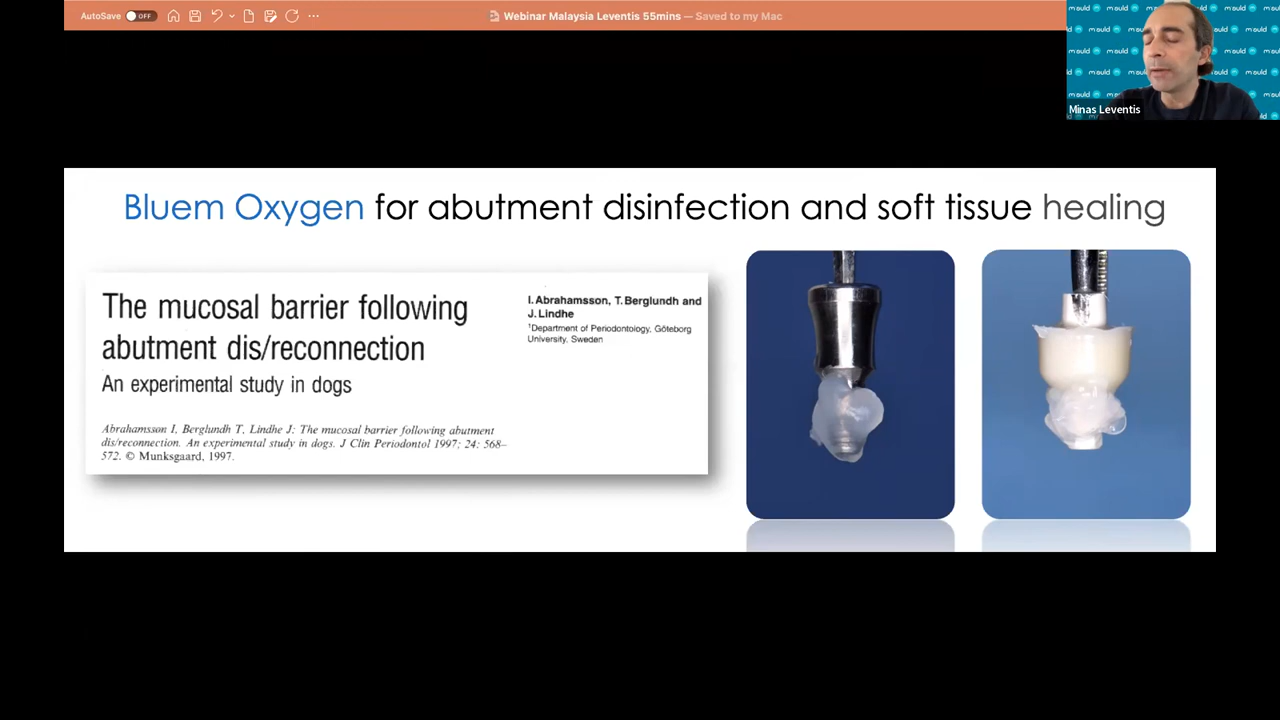 AutoSave OFF
Webinar Malaysia Leventis 55mins — Saved to my Mac
Minas Leventis
Bluem Oxygen for abutment disinfection and soft tissue healing
The mucosal barrier following
abutment dis/reconnection
An experimental study in dogs
I. Abrahamsson, T. Berglundh and
J. Lindhe
¹Department of Periodontology, Göteborg
University, Sweden
Abrahamsson I, Berglundh T, Lindhe J: The mucosal barrier following abutment
dis/reconnection. An experimental study in dogs. J Clin Periodontol 1997; 24: 568–
572. © Munksgaard, 1997.